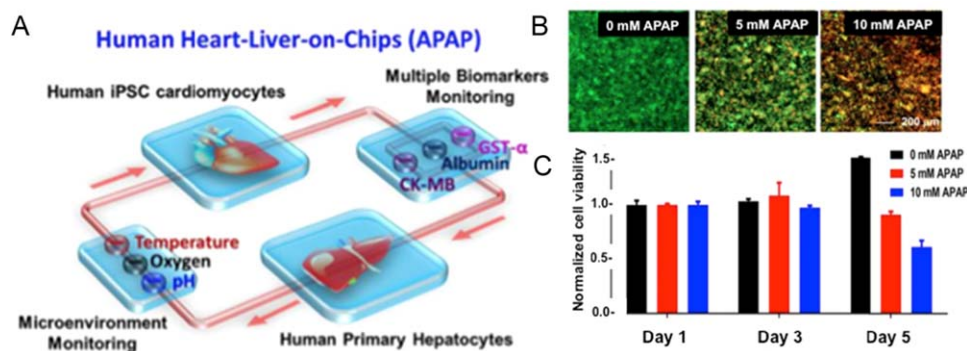 A
Human Heart-Liver-on-Chips (APAP)
Human iPSC cardiomyocytes
Multiple Biomarkers
Monitoring
GST-α
Albumin
CK-MB
Temperature
Oxygen
pH
Microenvironment
Monitoring
Human Primary Hepatocytes
B
0 mM APAP
5 mM APAP
10 mM APAP
200 μm
C
Normalized cell viability
1.5
1.0
0.5
0.0
0 mM APAP
5 mM APAP
10 mM APAP
Day 1
Day 3
Day 5